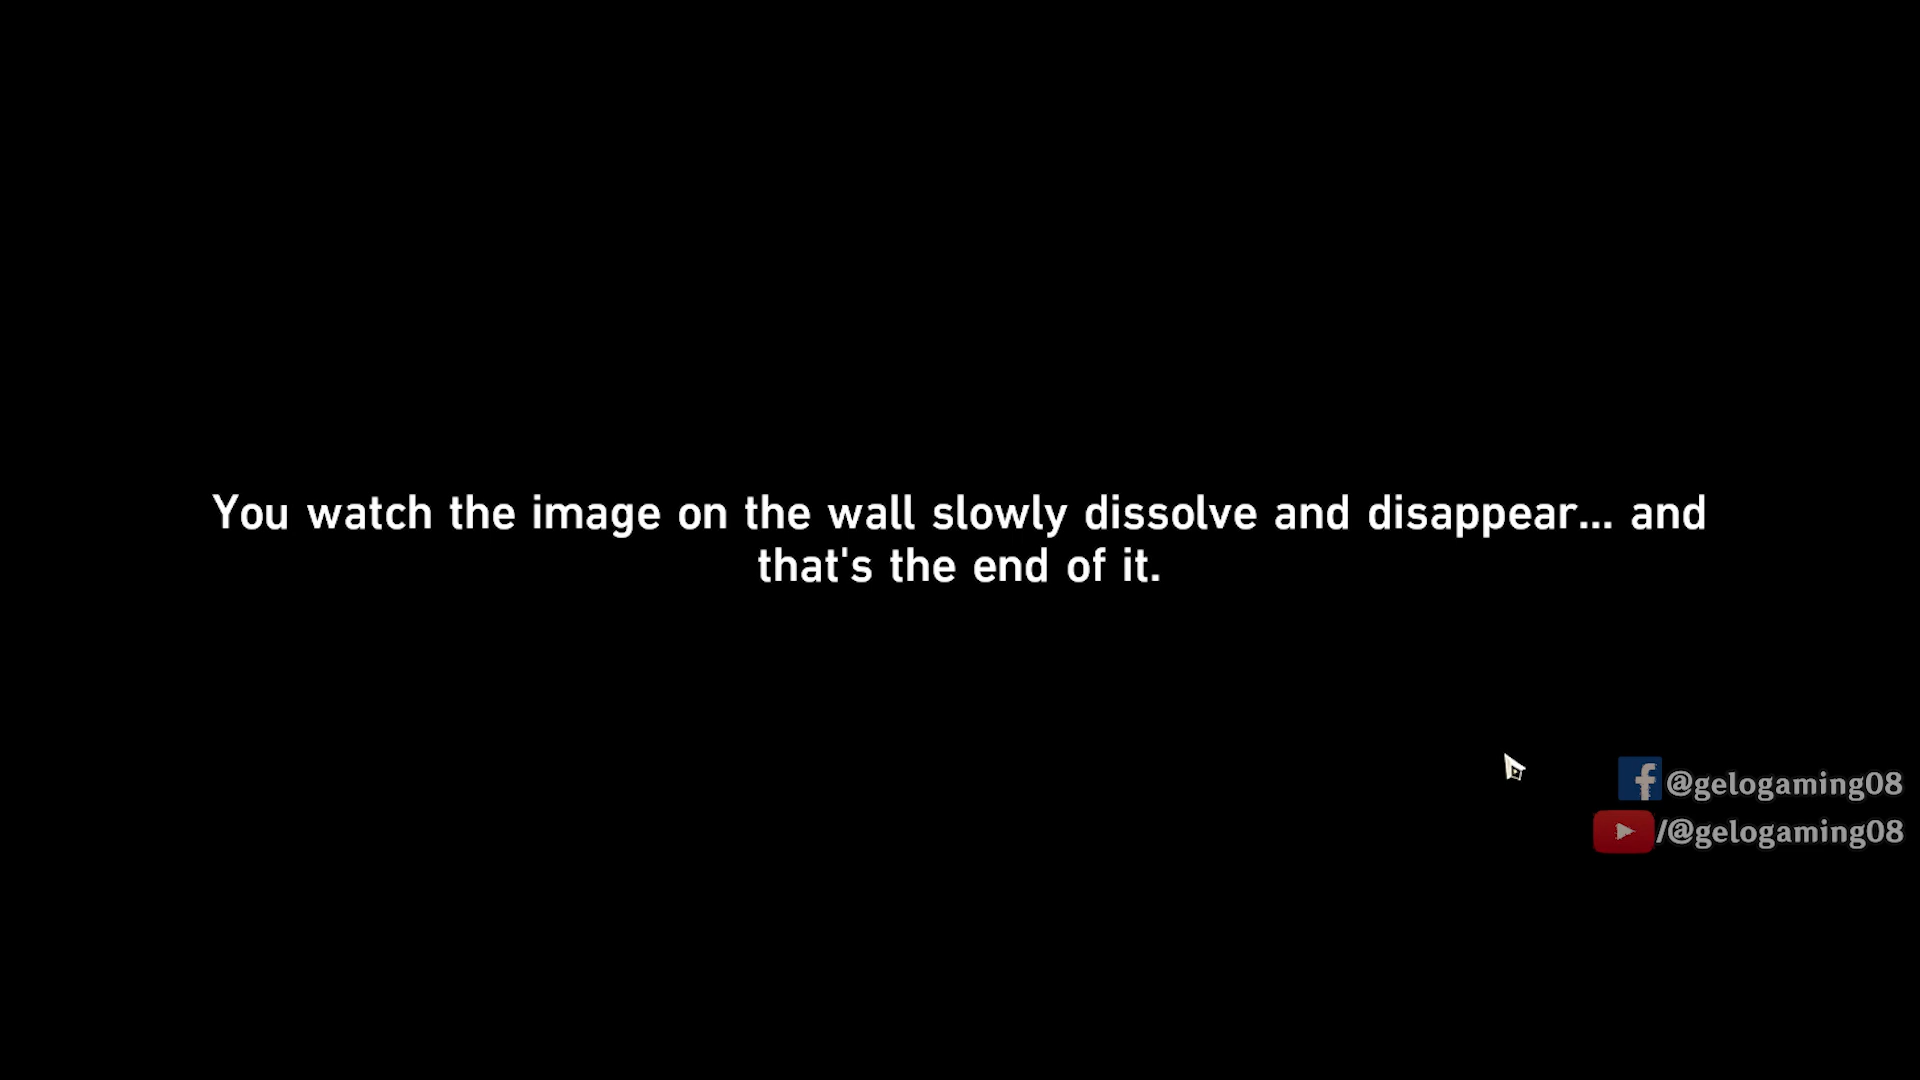 You watch the image on the wall slowly dissolve and disappear... and
that's the end of it.
@gelogaming08
/@gelogaming08